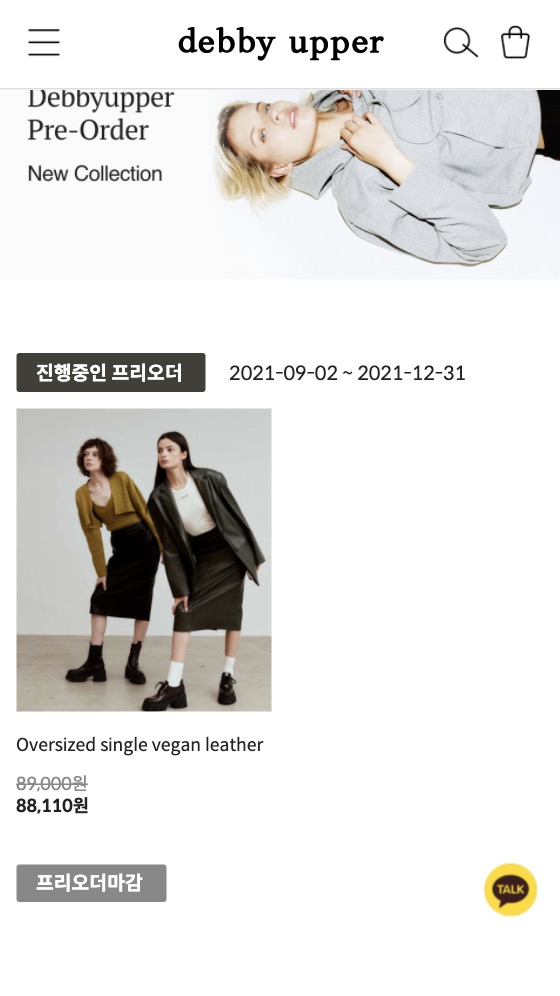 debby upper
Debbyupper
Pre-Order
New Collection
진행중인 프리오더 2021-09-02 ~ 2021-12-31
Oversized single vegan leather
89,000원
88,110원
프리오더마감
TALK